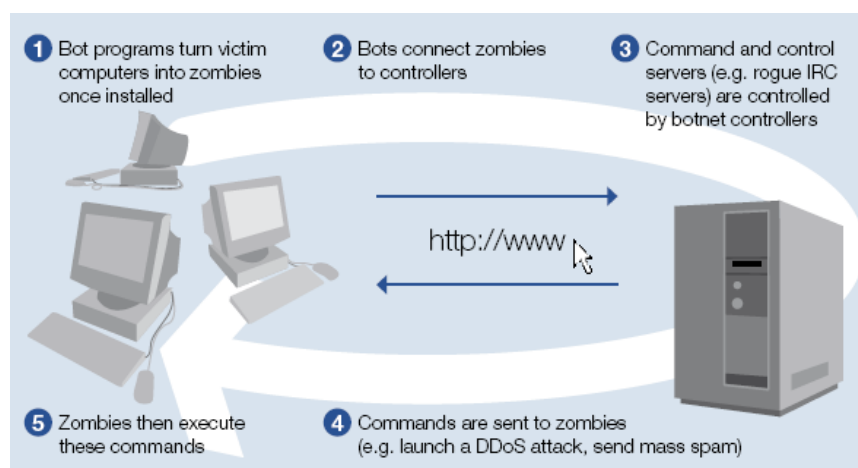 1 Bot programs turn victim
computers into zombies
once installed
2 Bots connect zombies
to controllers
3 Command and control
servers (e.g. rogue IRC
servers) are controlled
by botnet controllers
http://www
5 Zombies then execute
these commands
4 Commands are sent to zombies
(e.g. launch a DDoS attack, send mass spam)